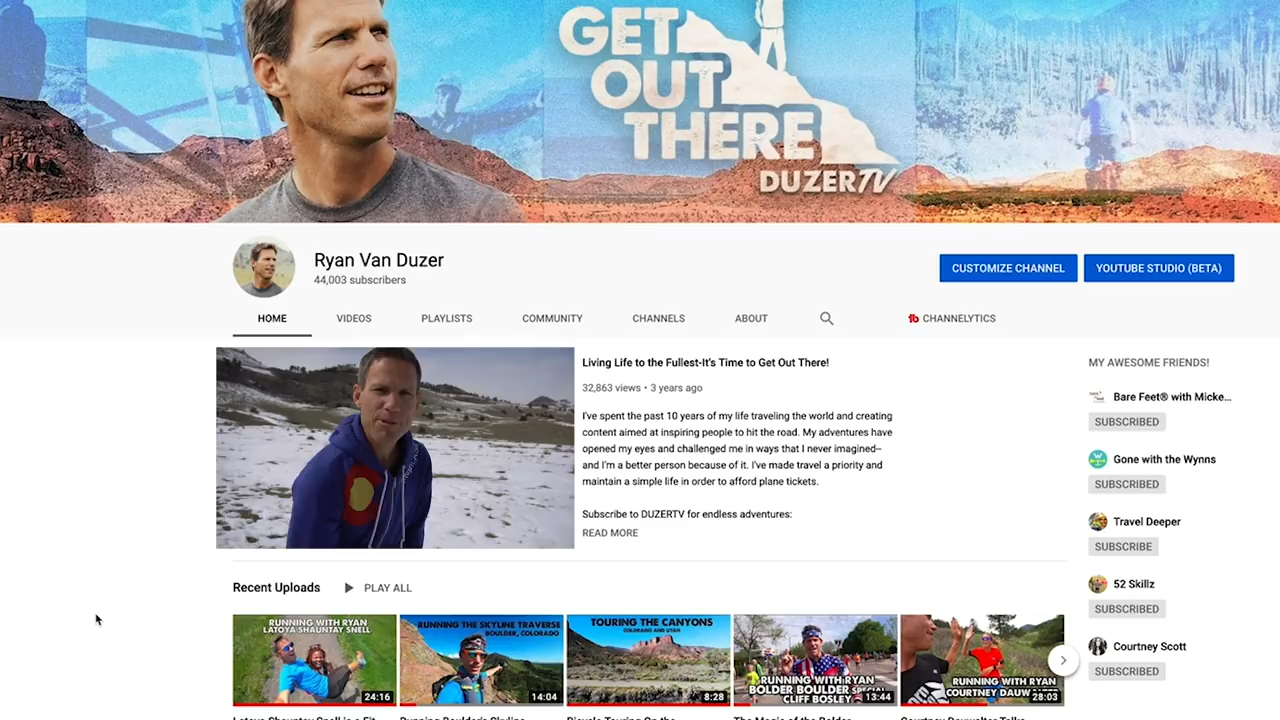 GET
OUT
THERE
DUZERTV
Ryan Van Duzer
44,003 subscribers
CUSTOMIZE CHANNEL
YOUTUBE STUDIO (BETA)
HOME
VIDEOS
PLAYLISTS
COMMUNITY
CHANNELS
ABOUT
CHANNELYTICS
Living Life to the Fullest-It's Time to Get Out There!
32,863 views • 3 years ago
I've spent the past 10 years of my life traveling the world and creating
content aimed at inspiring people to hit the road. My adventures have
opened my eyes and challenged me in ways that I never imagined--
and I'm a better person because of it. I've made travel a priority and
maintain a simple life in order to afford plane tickets.
Subscribe to DUZERTV for endless adventures:
READ MORE
MY AWESOME FRIENDS!
Bare Feet® with Micke...
SUBSCRIBED
Gone with the Wynns
SUBSCRIBED
Travel Deeper
SUBSCRIBE
52 Skillz
SUBSCRIBED
Courtney Scott
SUBSCRIBED
Recent Uploads
PLAY ALL
RUNNING WITH RYAN
LATOYA SHAUNTAY SNELL
24:16
RUNNING THE SKYLINE TRAVERSE
BOULDER, COLORADO
14:04
TOURING THE CANYONS
COLORADO AND UTAH
8:28
RUNNING WITH RYAN
BOLDER BOULDER SPECIAL
CLIFF BOSLEY
13:44
RUNNING WITH RYAN
COURTNEY DAUWALTER
28:03